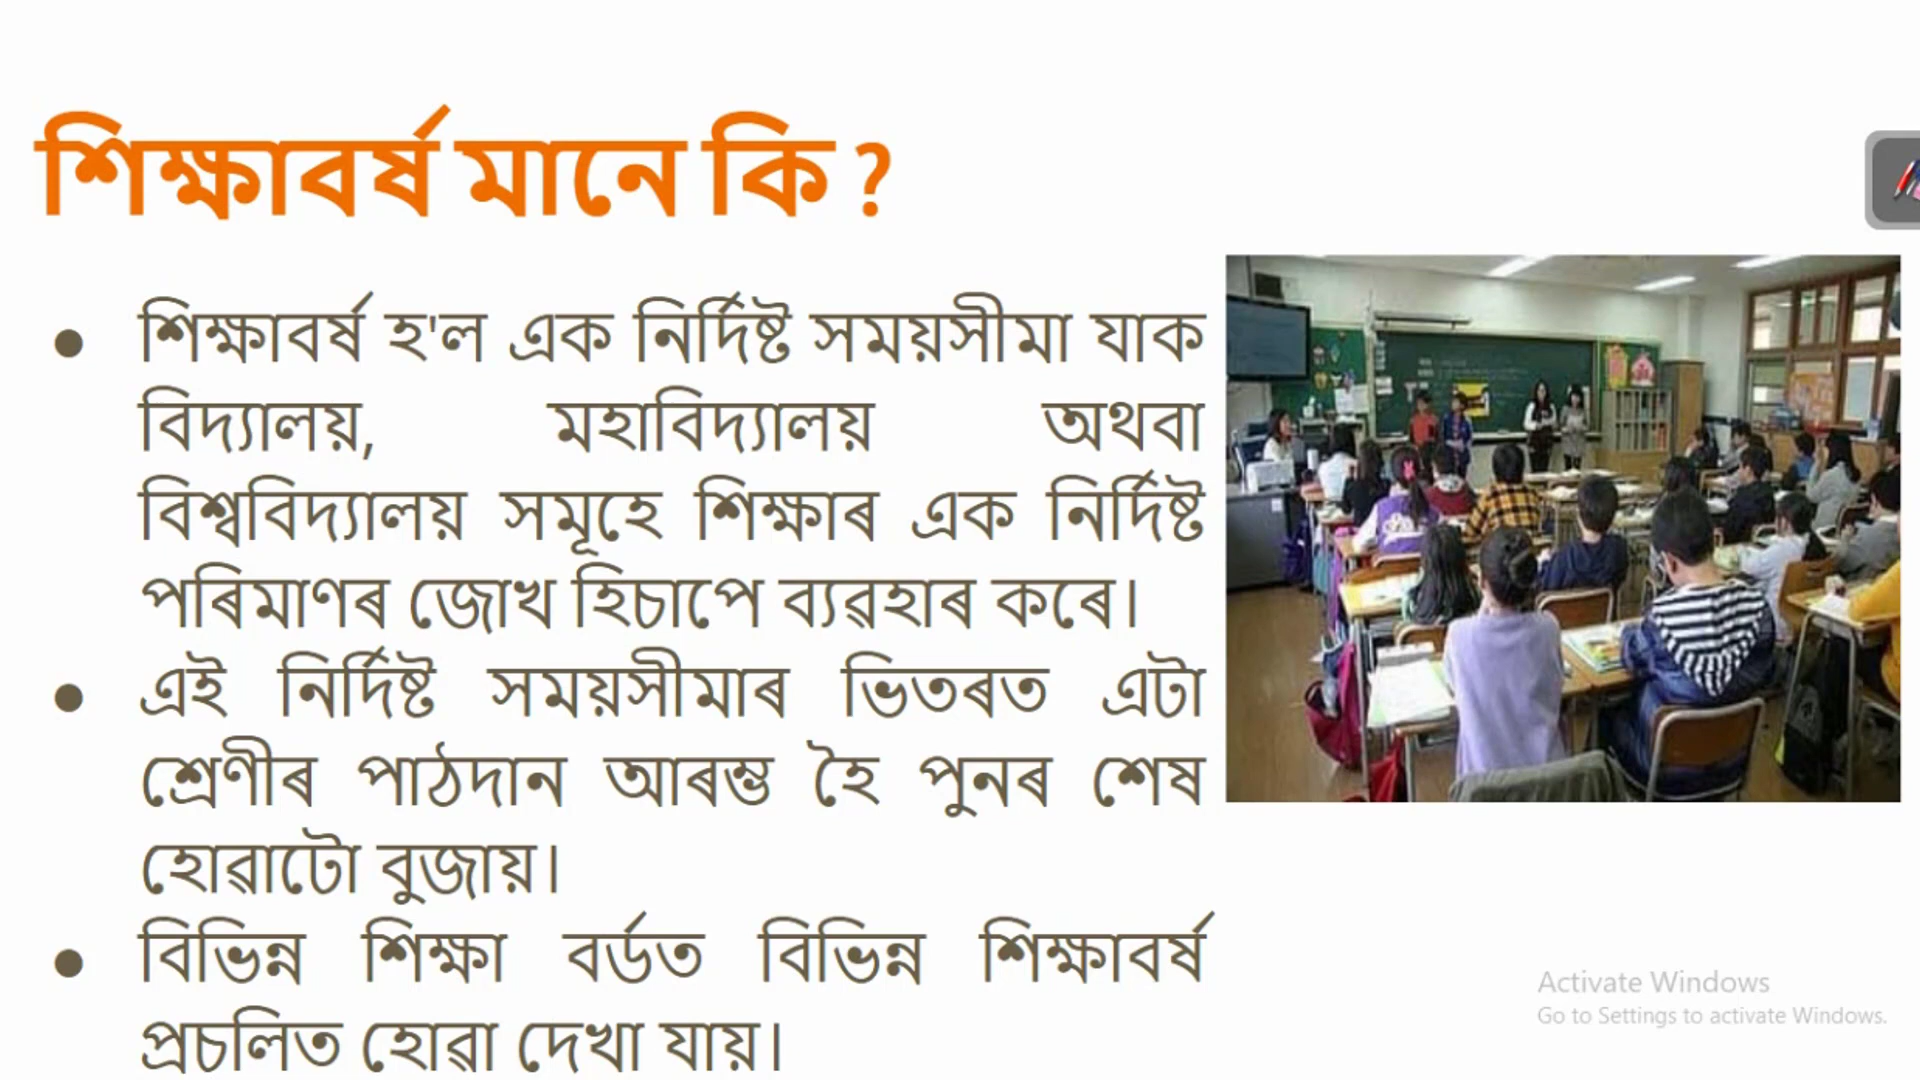 শিক্ষাবৰ্ষ মানে কি ?
● শিক্ষাবৰ্ষ হ'ল এক নিৰ্দিষ্ট সময়সীমা যাক
বিদ্যালয়, মহাবিদ্যালয় অথবা
বিশ্ববিদ্যালয় সমূহে শিক্ষাৰ এক নিৰ্দিষ্ট
পৰিমাণৰ জোখ হিচাপে ব্যৱহাৰ কৰে।
● এই নিৰ্দিষ্ট সময়সীমাৰ ভিতৰত এটা
শ্ৰেণীৰ পাঠদান আৰম্ভ হৈ পুনৰ শেষ
হোৱাটো বুজায়।
● বিভিন্ন শিক্ষা বৰ্ডত বিভিন্ন শিক্ষাবৰ্ষ
প্ৰচলিত হোৱা দেখা যায়।
Activate Windows
Go to Settings to activate Windows.